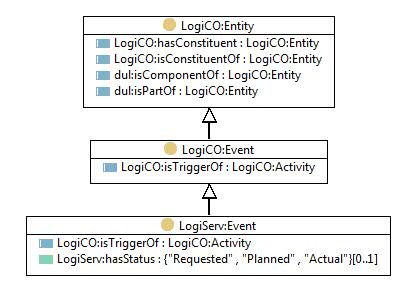 LogiCO:Entity
LogiCO:hasConstituent : LogiCO:Entity
LogiCO:isConstituentOf : LogiCO:Entity
dul:isComponentOf : LogiCO:Entity
dul:isPartOf : LogiCO:Entity
LogiCO:Event
LogiCO:isTriggerOf : LogiCO:Activity
LogiServ:Event
LogiCO:isTriggerOf : LogiCO:Activity
LogiServ:hasStatus : {"Requested" , "Planned" , "Actual"}[0..1]